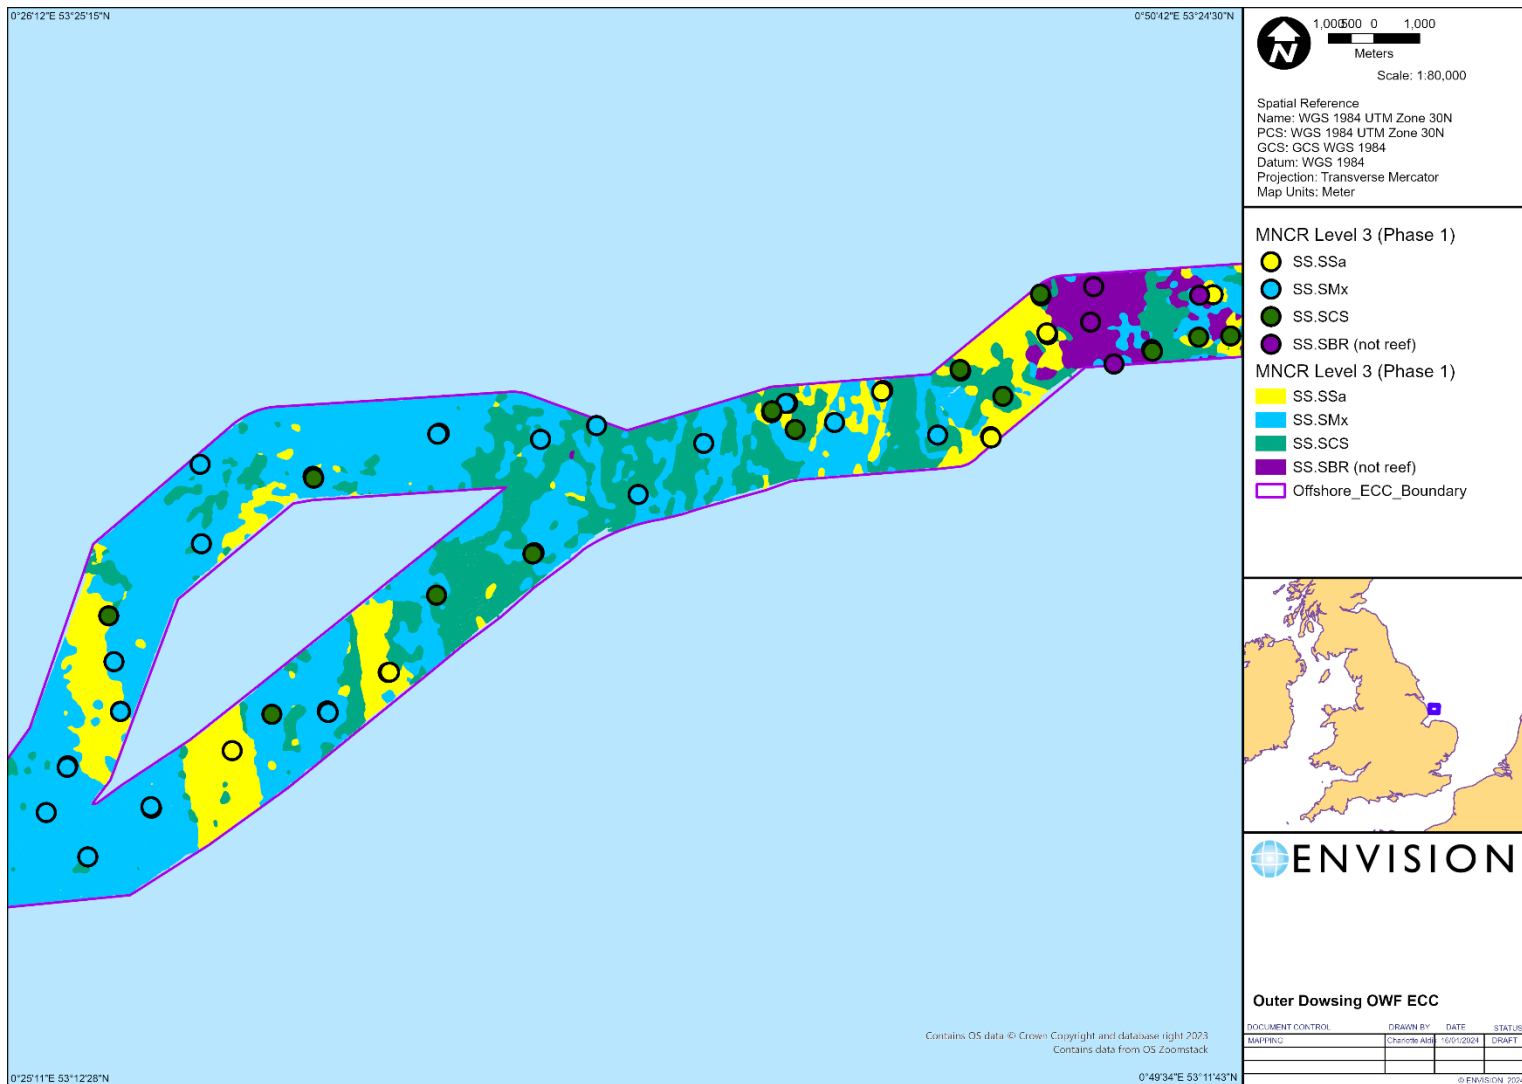 0°26'12"E 53°25'15"N
0°50'42"E 53°24'30"N
N
1,000500 0 1,000
Meters
Scale: 1:80,000
Spatial Reference
Name: WGS 1984 UTM Zone 30N
PCS: WGS 1984 UTM Zone 30N
GCS: GCS WGS 1984
Datum: WGS 1984
Projection: Transverse Mercator
Map Units: Meter
MNCR Level 3 (Phase 1)
SS.SSa
SS.SMx
SS.SCS
SS.SBR (not reef)
MNCR Level 3 (Phase 1)
SS.SSa
SS.SMx
SS.SCS
SS.SBR (not reef)
Offshore_ECC_Boundary
ENVISION
Outer Dowsing OWF ECC
DOCUMENT CONTROL DRAWN BY DATE STATUS
MAPPING Charlotte 16/01/2024 DRAFT
© ENVISION 2024
Contains OS data © Crown Copyright and database right 2023
Contains data from OS Zoomstack
0°25'11"E 53°12'28"N
0°49'34"E 53°11'43"N